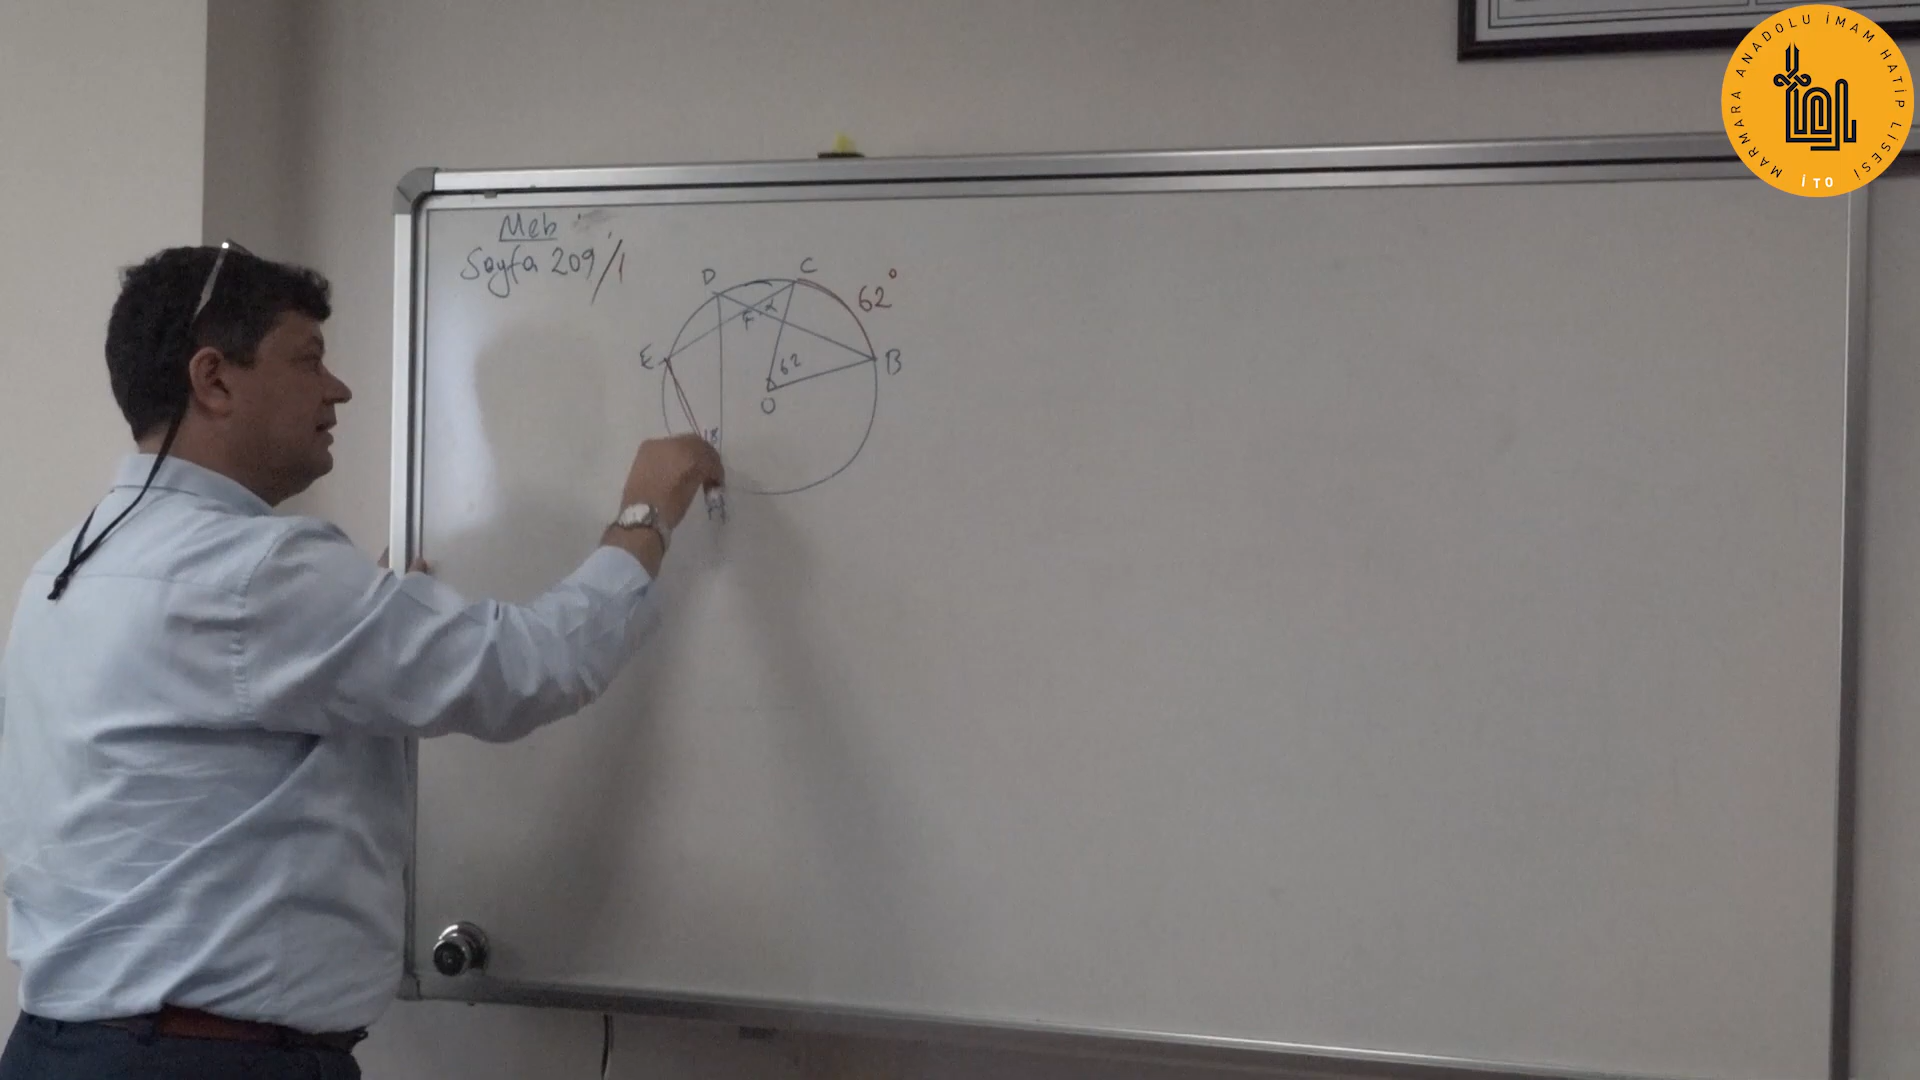 MARMARA ANADOLU İMAM HATİP LİSESİ
İTO
Meb
Sayfa 209/1
D
C
62°
F
α
E
62
B
O
18